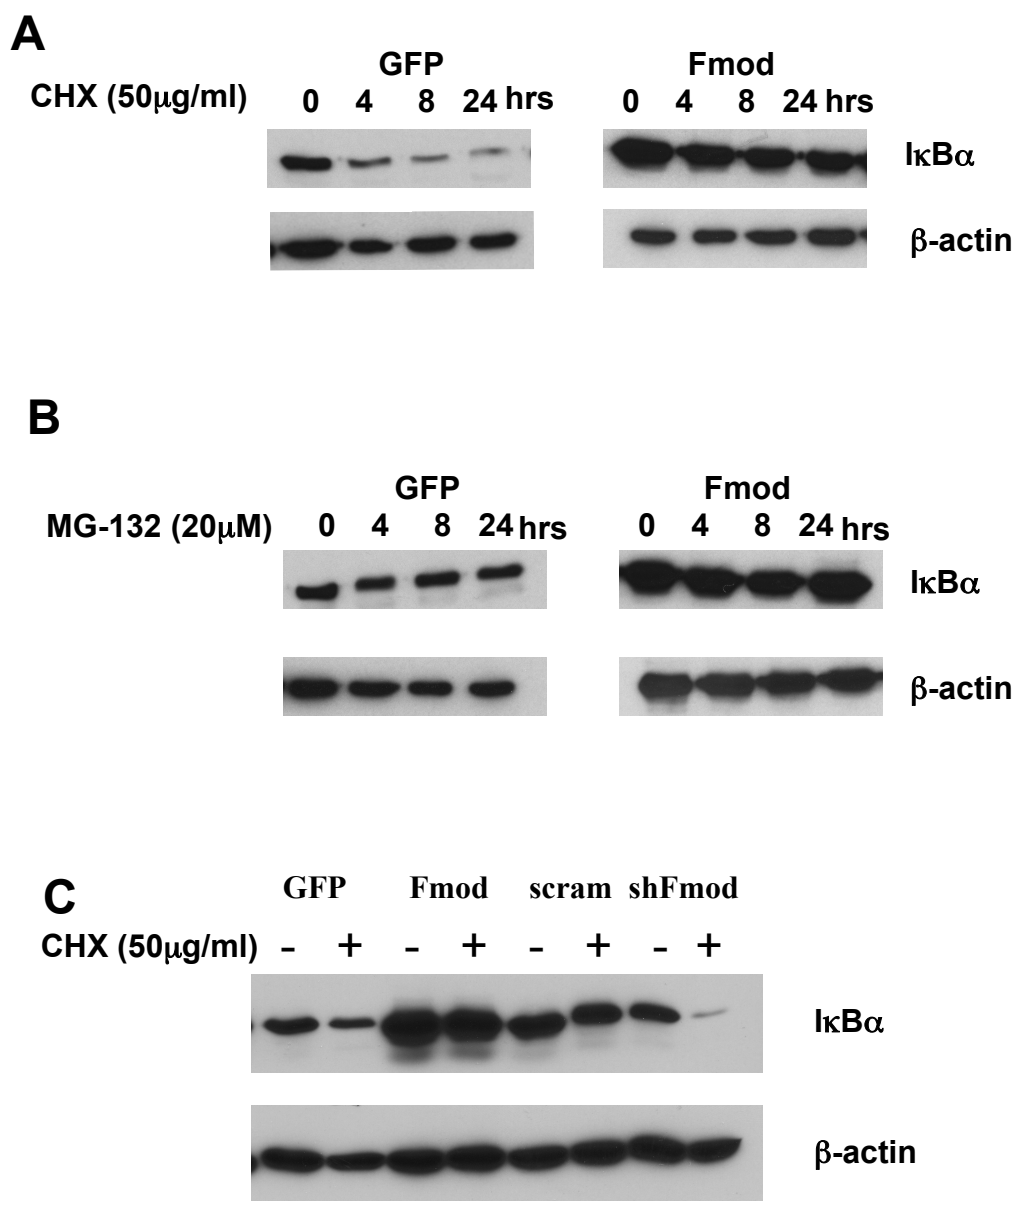 A
GFP Fmod
CHX (50μg/ml) 0 4 8 24 hrs 0 4 8 24 hrs
IκBα
β-actin
B
GFP Fmod
MG-132 (20μM) 0 4 8 24 hrs 0 4 8 24 hrs
IκBα
β-actin
C GFP Fmod scram shFmod
CHX (50μg/ml) - + - + - + - +
IκBα
β-actin